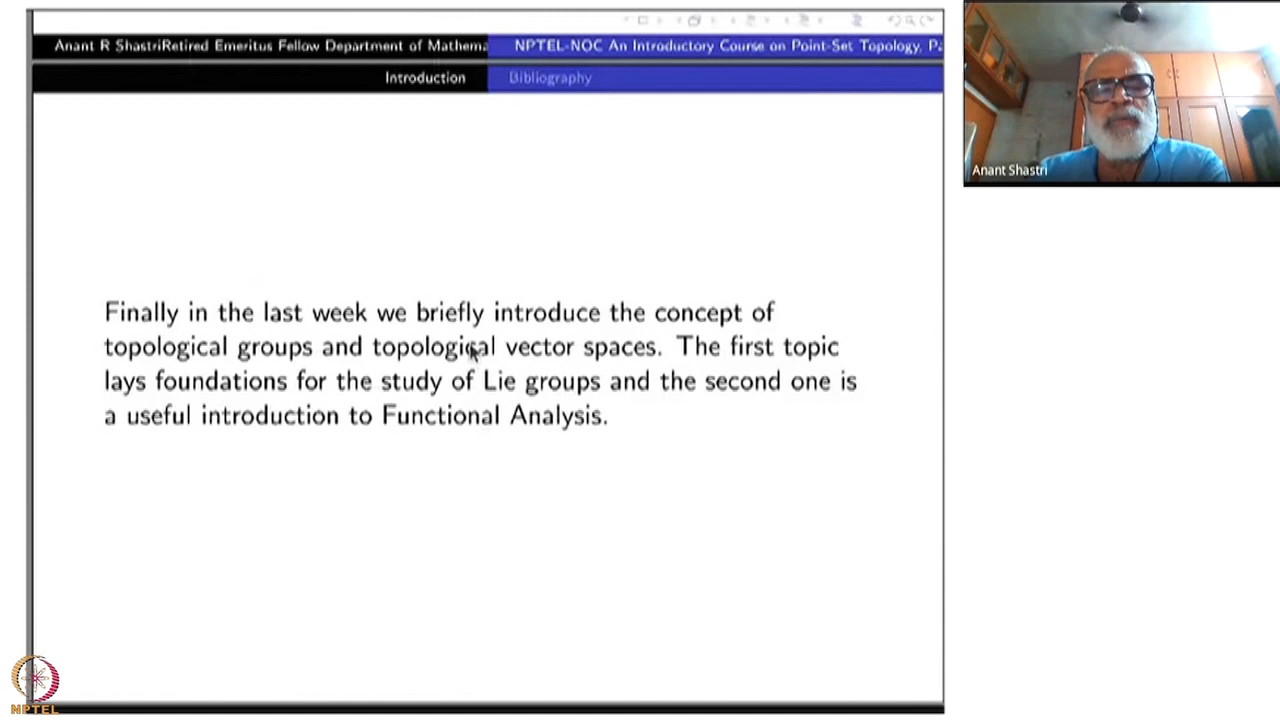 Anant R ShastriRetired Emeritus Fellow Department of Mathema
NPTEL-NOC An Introductory Course on Point-Set Topology, Pa
Introduction
Bibliography
Anant Shastri
Finally in the last week we briefly introduce the concept of
topological groups and topological vector spaces. The first topic
lays foundations for the study of Lie groups and the second one is
a useful introduction to Functional Analysis.
NPTEL